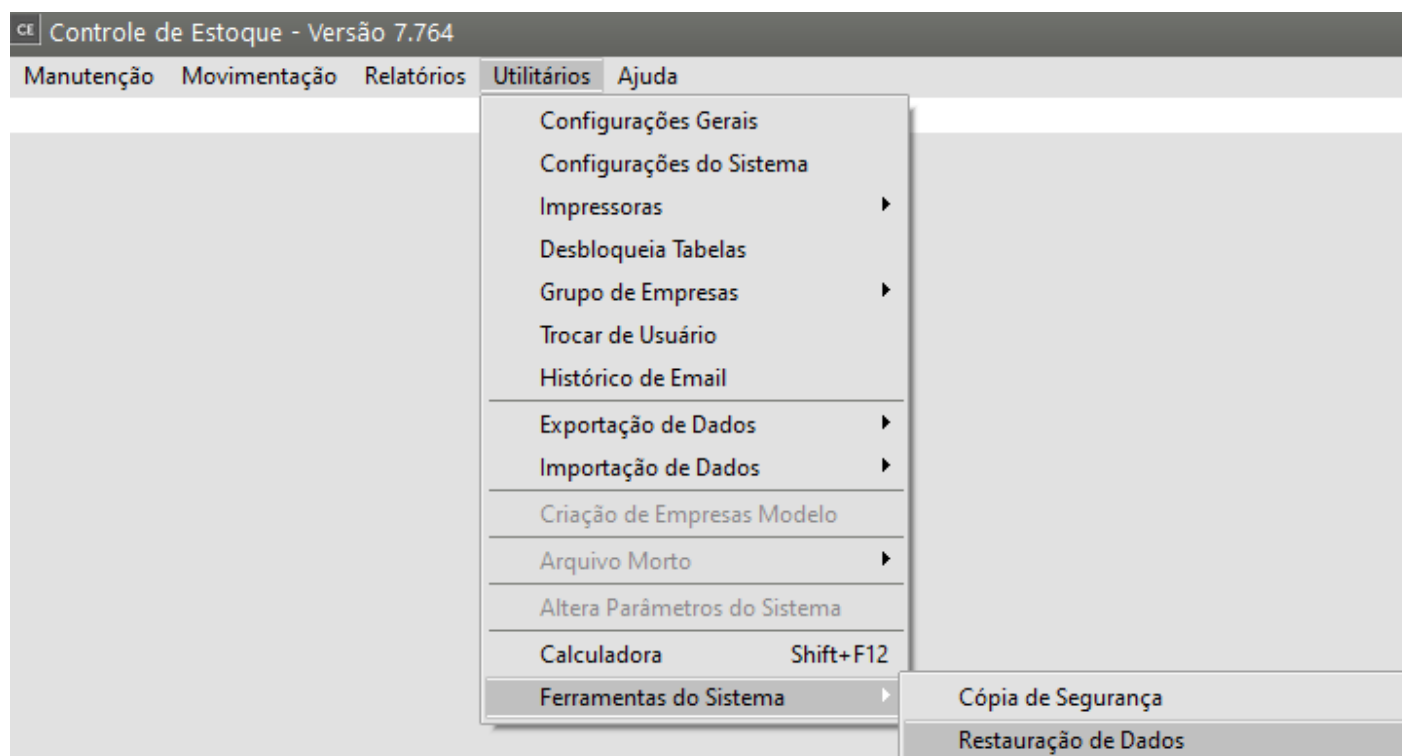 CE Controle de Estoque - Versão 7.764
Manutenção Movimentação Relatórios Utilitários Ajuda
Configurações Gerais
Configurações do Sistema
Impressoras
Desbloqueia Tabelas
Grupo de Empresas
Trocar de Usuário
Histórico de Email
Exportação de Dados
Importação de Dados
Criação de Empresas Modelo
Arquivo Morto
Altera Parâmetros do Sistema
Calculadora Shift+F12
Ferramentas do Sistema
Cópia de Segurança
Restauração de Dados